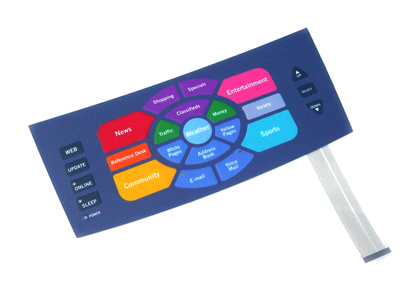 Shopping
Specials
Entertainment
Classifieds
News
Traffic
Money
Variety
Weather
Reference Desk
White
Pages
Yellow
Pages
Sports
Address
Book
Community
E-mail
Voice
Mail
WEB
UPDATE
ONLINE
SLEEP
POWER
SELECT